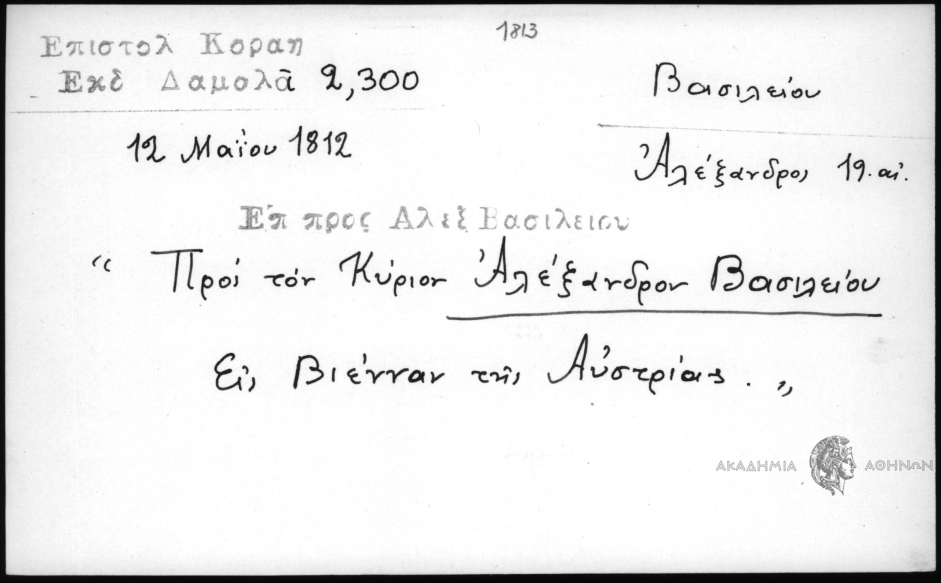 1813
Επιστολ Κοραη
Εκδ Δαμολᾶ 2,300
Βασιλείου
12 Μαΐου 1812
Ἀλέξανδρος 19. αἰ.
Ἐπ προς Αλεξ Βασιλειου
“ Πρὸς τὸν Κύριον Ἀλέξανδρον Βασιλείου
Εἰς Βιένναν τῆς Αὐστρίας. „
ΑΚΑΔΗΜΙΑ ΑΘΗΝΩΝ